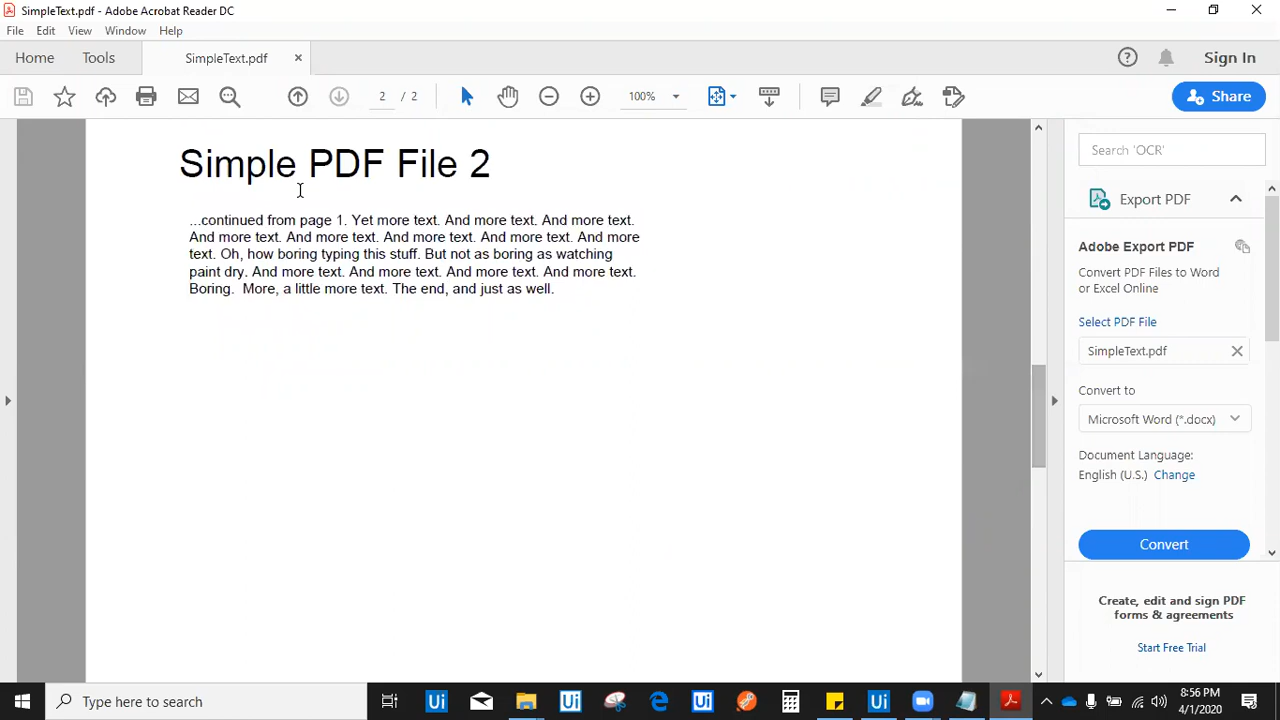 SimpleText.pdf - Adobe Acrobat Reader DC
File Edit View Window Help
Home Tools SimpleText.pdf × Sign In
2 / 2 100% Share
Simple PDF File 2
...continued from page 1. Yet more text. And more text. And more text.
And more text. And more text. And more text. And more text. And more
text. Oh, how boring typing this stuff. But not as boring as watching
paint dry. And more text. And more text. And more text. And more text.
Boring.  More, a little more text. The end, and just as well.
Search 'OCR'
Export PDF
Adobe Export PDF
Convert PDF Files to Word
or Excel Online
Select PDF File
SimpleText.pdf
Convert to
Microsoft Word (*.docx)
Document Language:
English (U.S.) Change
Convert
Create, edit and sign PDF
forms & agreements
Start Free Trial
Type here to search
Ui Ui Ui Ui
8:56 PM
4/1/2020